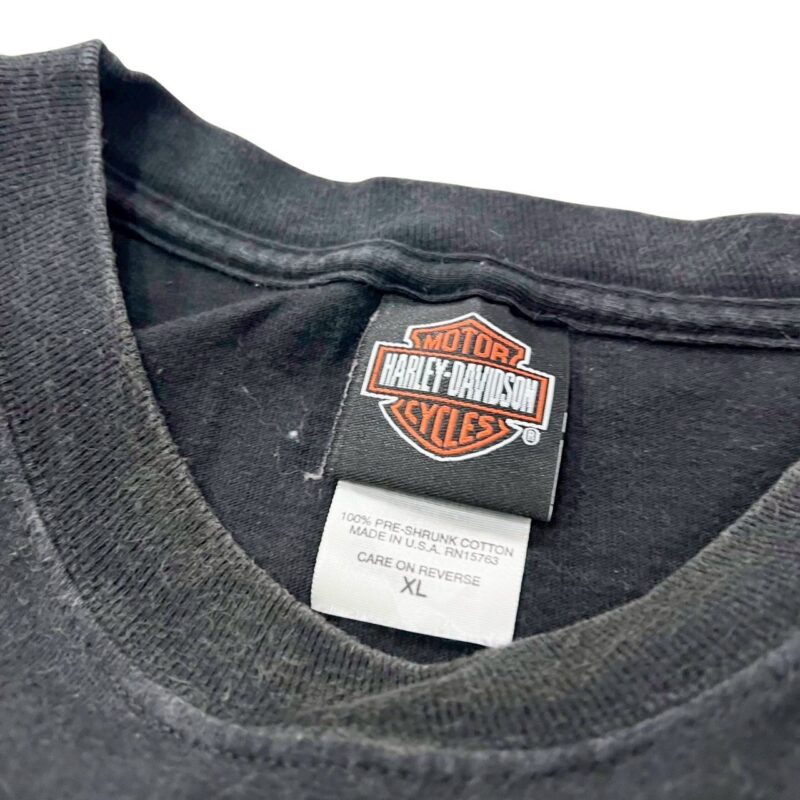 MOTOR
HARLEY-DAVIDSON
CYCLES
®
100% PRE-SHRUNK COTTON
MADE IN U.S.A. RN15763
CARE ON REVERSE
XL